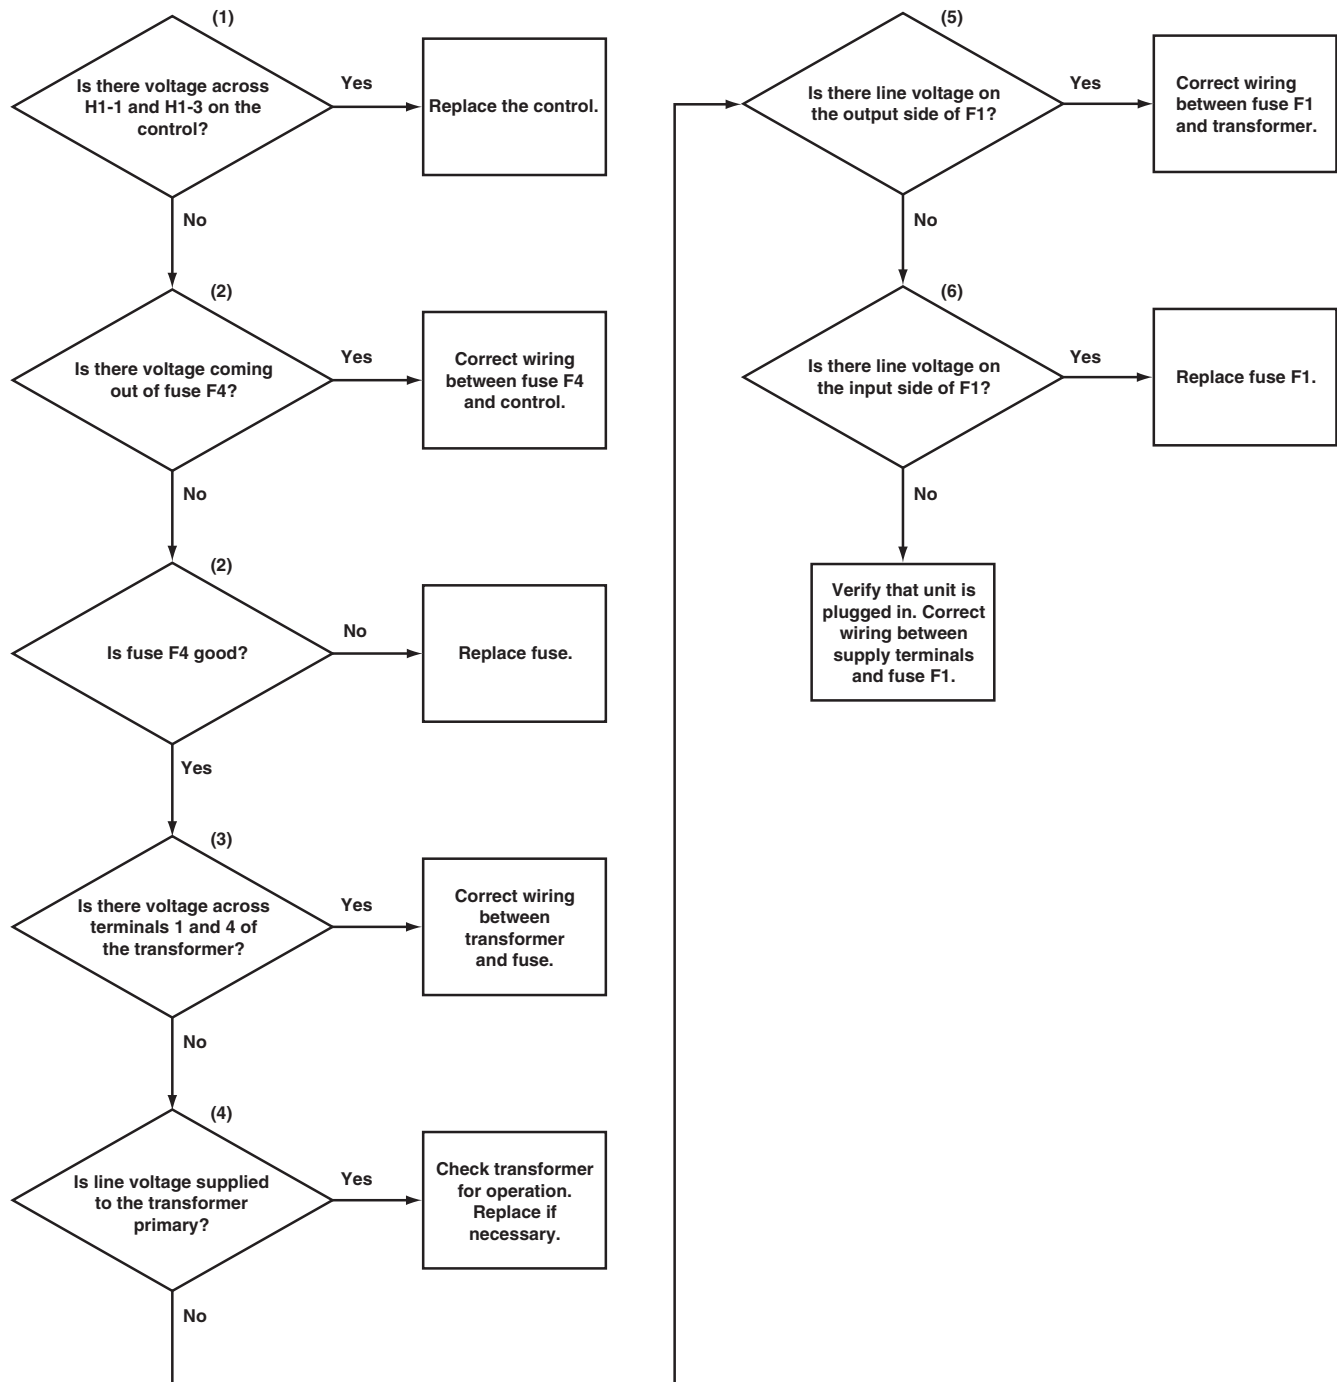 (1)
Is there voltage across
H1-1 and H1-3 on the
control?
Yes
Replace the control.
No
(2)
Is there voltage coming
out of fuse F4?
Yes
Correct wiring
between fuse F4
and control.
No
(2)
Is fuse F4 good?
No
Replace fuse.
Yes
(3)
Is there voltage across
terminals 1 and 4 of
the transformer?
Yes
Correct wiring
between
transformer
and fuse.
No
(4)
Is line voltage supplied
to the transformer
primary?
Yes
Check transformer
for operation.
Replace if
necessary.
No
(5)
Is there line voltage on
the output side of F1?
Yes
Correct wiring
between fuse F1
and transformer.
No
(6)
Is there line voltage on
the input side of F1?
Yes
Replace fuse F1.
No
Verify that unit is
plugged in. Correct
wiring between
supply terminals
and fuse F1.